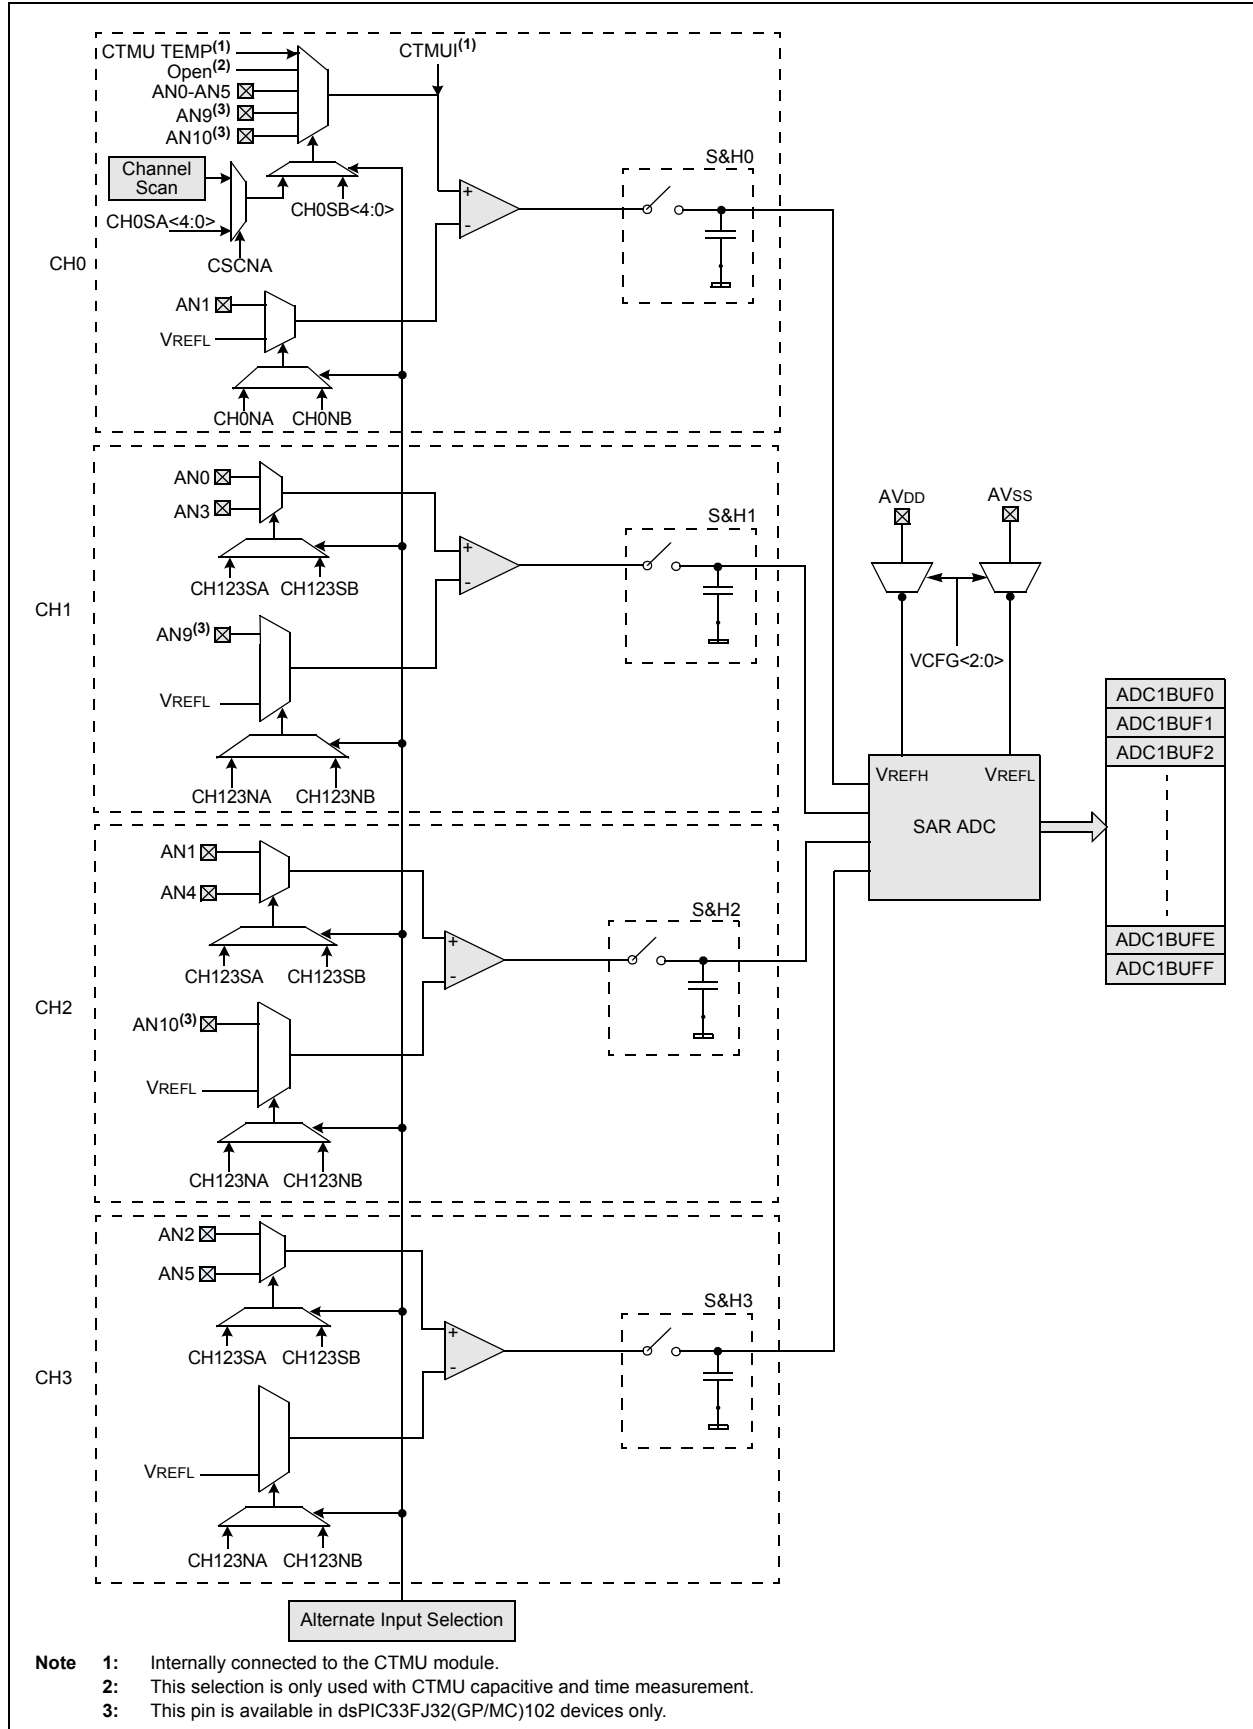 CTMU TEMP(1)
Open(2)
AN0-AN5
AN9(3)
AN10(3)
CTMUI(1)
Channel
Scan
CH0SA<4:0>
CH0SB<4:0>
CSCNA
+
-
S&H0
CH0
AN1
VREFL
CH0NA CH0NB
AN0
AN3
CH123SA CH123SB
+
-
S&H1
CH1
AN9(3)
VREFL
CH123NA CH123NB
AVDD AVSS
VCFG<2:0>
VREFH VREFL
SAR ADC
ADC1BUF0
ADC1BUF1
ADC1BUF2
ADC1BUFE
ADC1BUFF
AN1
AN4
CH123SA CH123SB
+
-
S&H2
CH2
AN10(3)
VREFL
CH123NA CH123NB
AN2
AN5
CH123SA CH123SB
+
-
S&H3
CH3
VREFL
CH123NA CH123NB
Alternate Input Selection
Note 1: Internally connected to the CTMU module.
2: This selection is only used with CTMU capacitive and time measurement.
3: This pin is available in dsPIC33FJ32(GP/MC)102 devices only.